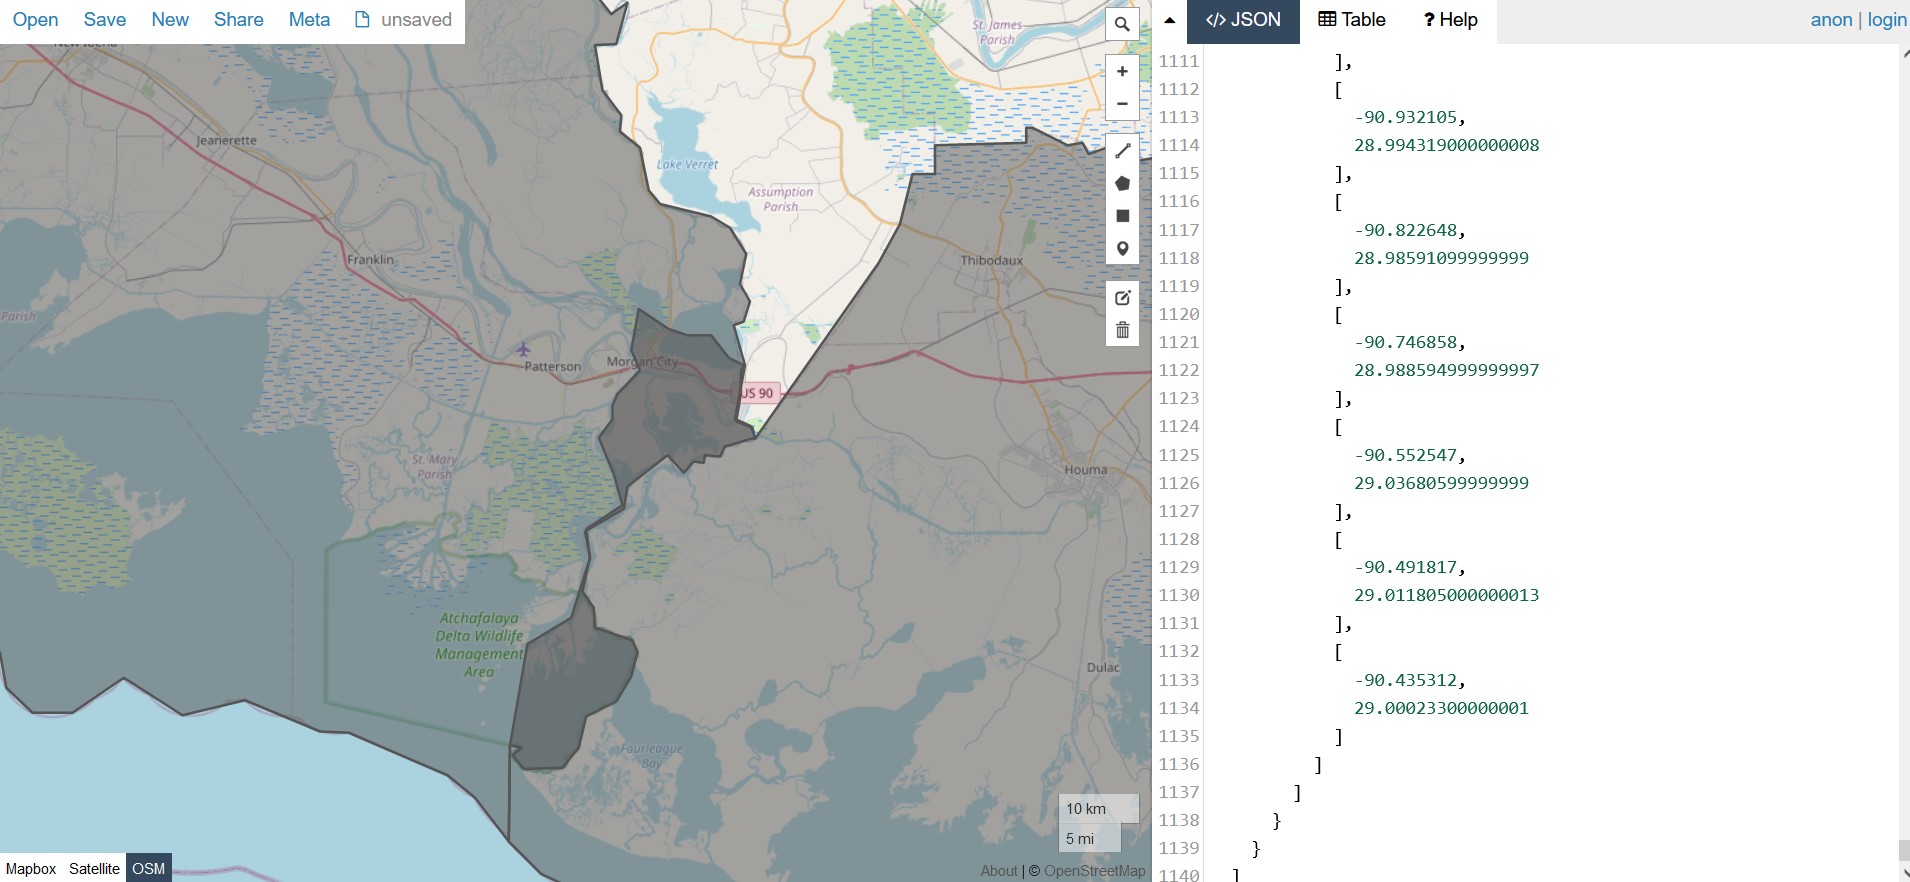 Open Save New Share Meta unsaved
</> JSON Table ? Help
anon | login
New Iberia
St. James
Parish
Jeanerette
Lake Verret
Assumption
Parish
Franklin
Thibodaux
Parish
Patterson
Morgan City
US 90
St. Mary
Parish
Houma
Atchafalaya
Delta Wildlife
Management
Area
Dulac
Fourleague
Bay
10 km
5 mi
Mapbox Satellite OSM
About | © OpenStreetMap
1111 ],
1112 [
1113 -90.932105,
1114 28.994319000000008
1115 ],
1116 [
1117 -90.822648,
1118 28.98591099999999
1119 ],
1120 [
1121 -90.746858,
1122 28.988594999999997
1123 ],
1124 [
1125 -90.552547,
1126 29.03680599999999
1127 ],
1128 [
1129 -90.491817,
1130 29.011805000000013
1131 ],
1132 [
1133 -90.435312,
1134 29.00023300000001
1135 ]
1136 ]
1137 ]
1138 }
1139 }
1140 ]